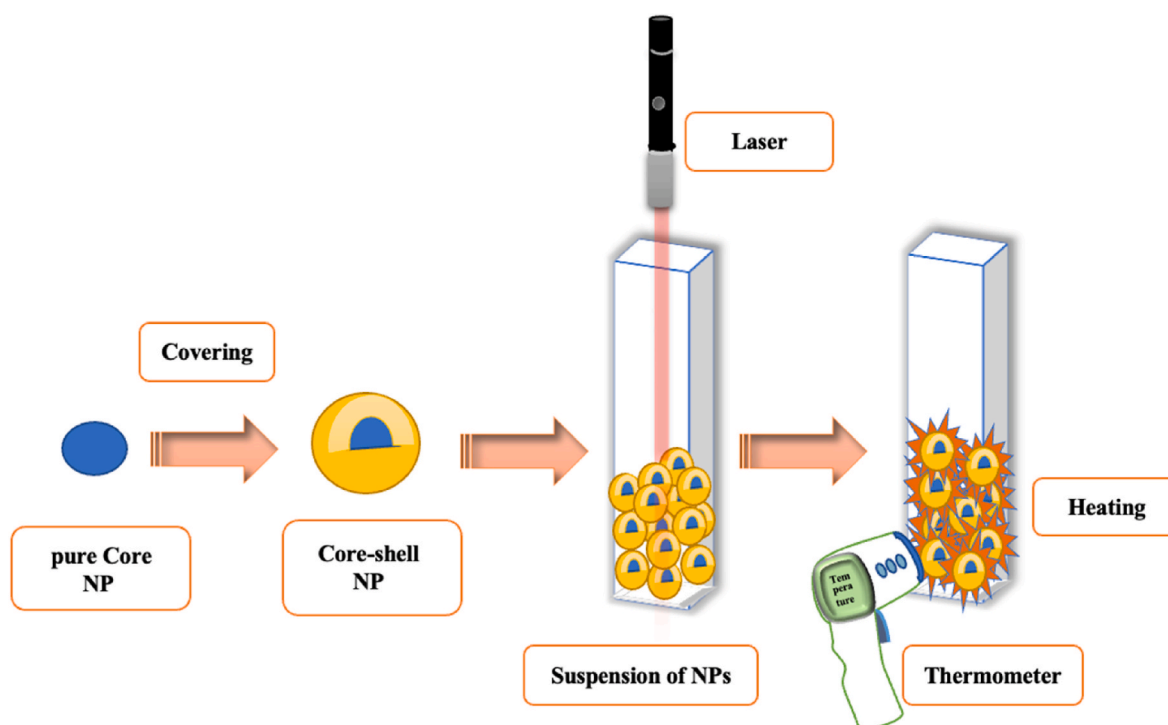 Laser
Covering
pure Core
NP
Core-shell
NP
Suspension of NPs
Heating
Tem
pera
ture
Thermometer